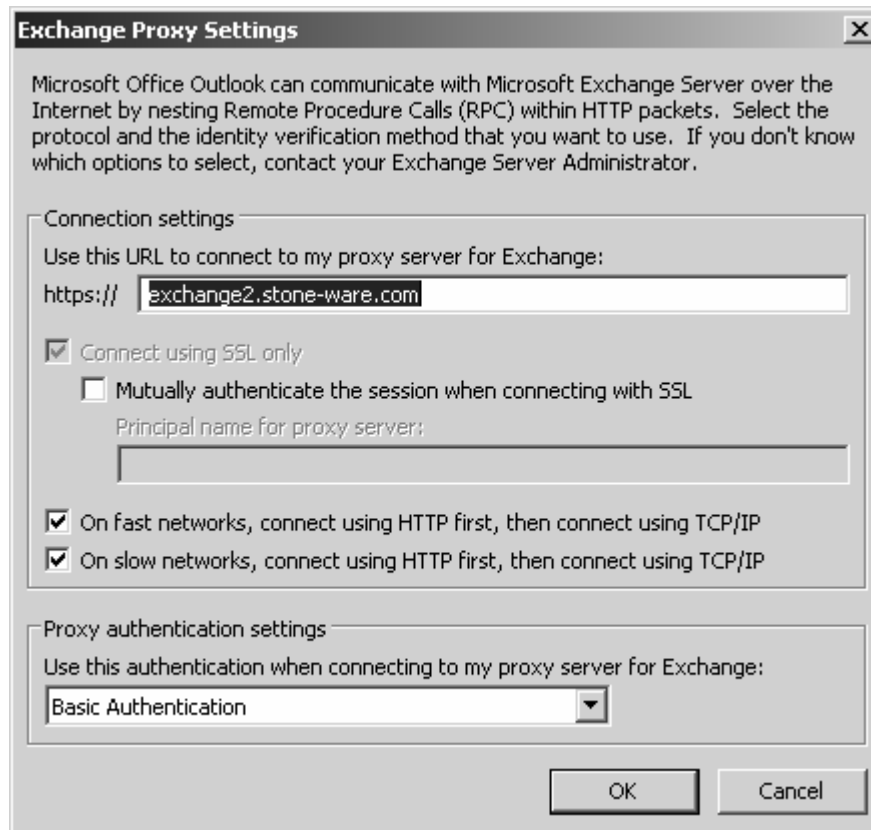 Exchange Proxy Settings
Microsoft Office Outlook can communicate with Microsoft Exchange Server over the
Internet by nesting Remote Procedure Calls (RPC) within HTTP packets. Select the
protocol and the identity verification method that you want to use. If you don't know
which options to select, contact your Exchange Server Administrator.
Connection settings
Use this URL to connect to my proxy server for Exchange:
https:// exchange2.stone-ware.com
Connect using SSL only
Mutually authenticate the session when connecting with SSL
Principal name for proxy server:
On fast networks, connect using HTTP first, then connect using TCP/IP
On slow networks, connect using HTTP first, then connect using TCP/IP
Proxy authentication settings
Use this authentication when connecting to my proxy server for Exchange:
Basic Authentication
OK Cancel